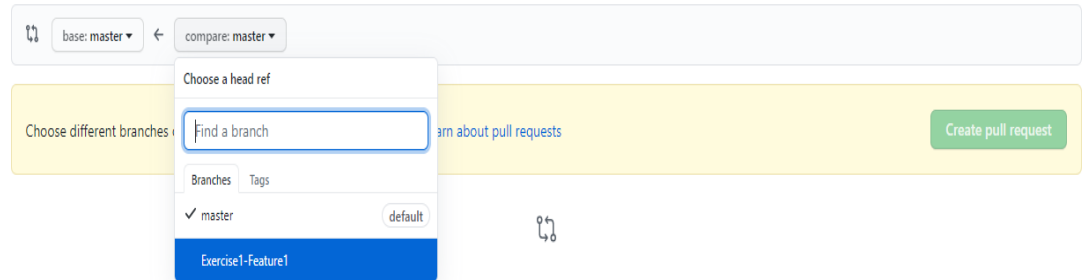 base: master ▾ ← compare: master ▾
Choose a head ref
Find a branch
Choose different branches
arn about pull requests
Create pull request
Branches Tags
✓ master default
Exercise1-Feature1